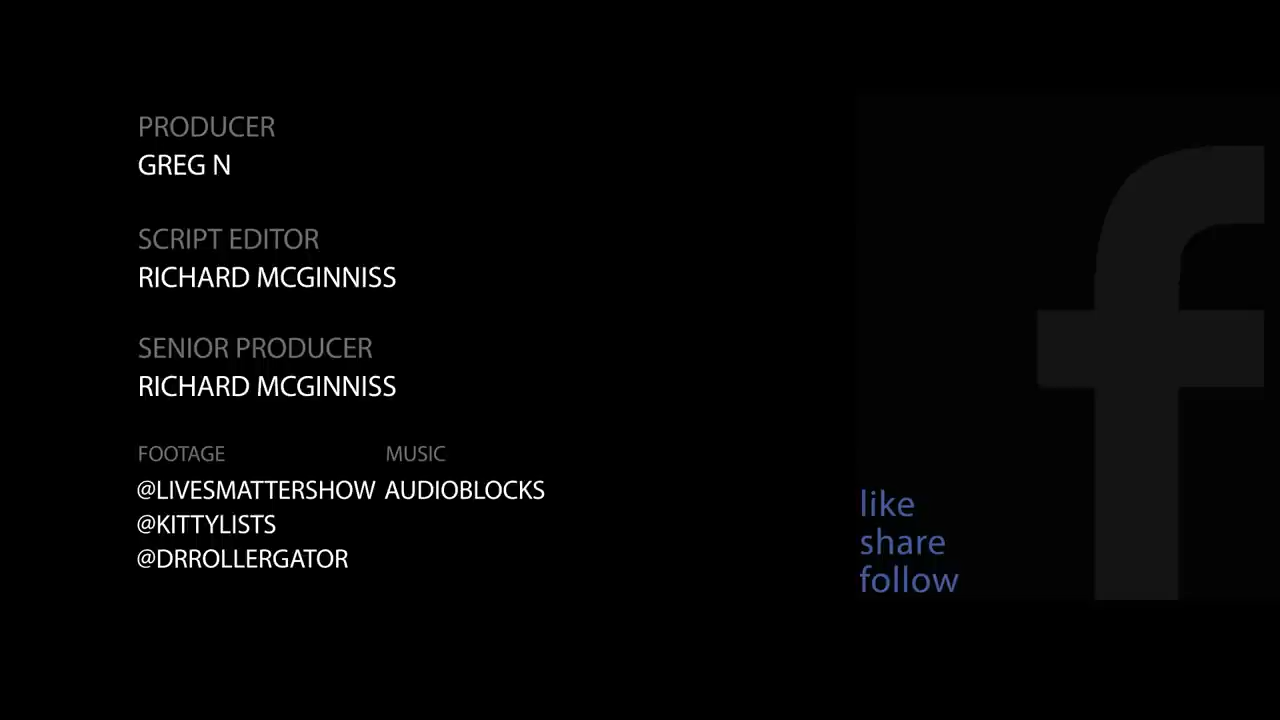 PRODUCER
GREG N
SCRIPT EDITOR
RICHARD MCGINNISS
SENIOR PRODUCER
RICHARD MCGINNISS
FOOTAGE
@LIVESMATTERSHOW
@KITTYLISTS
@DRROLLERGATOR
MUSIC
AUDIOBLOCKS
f
like
share
follow